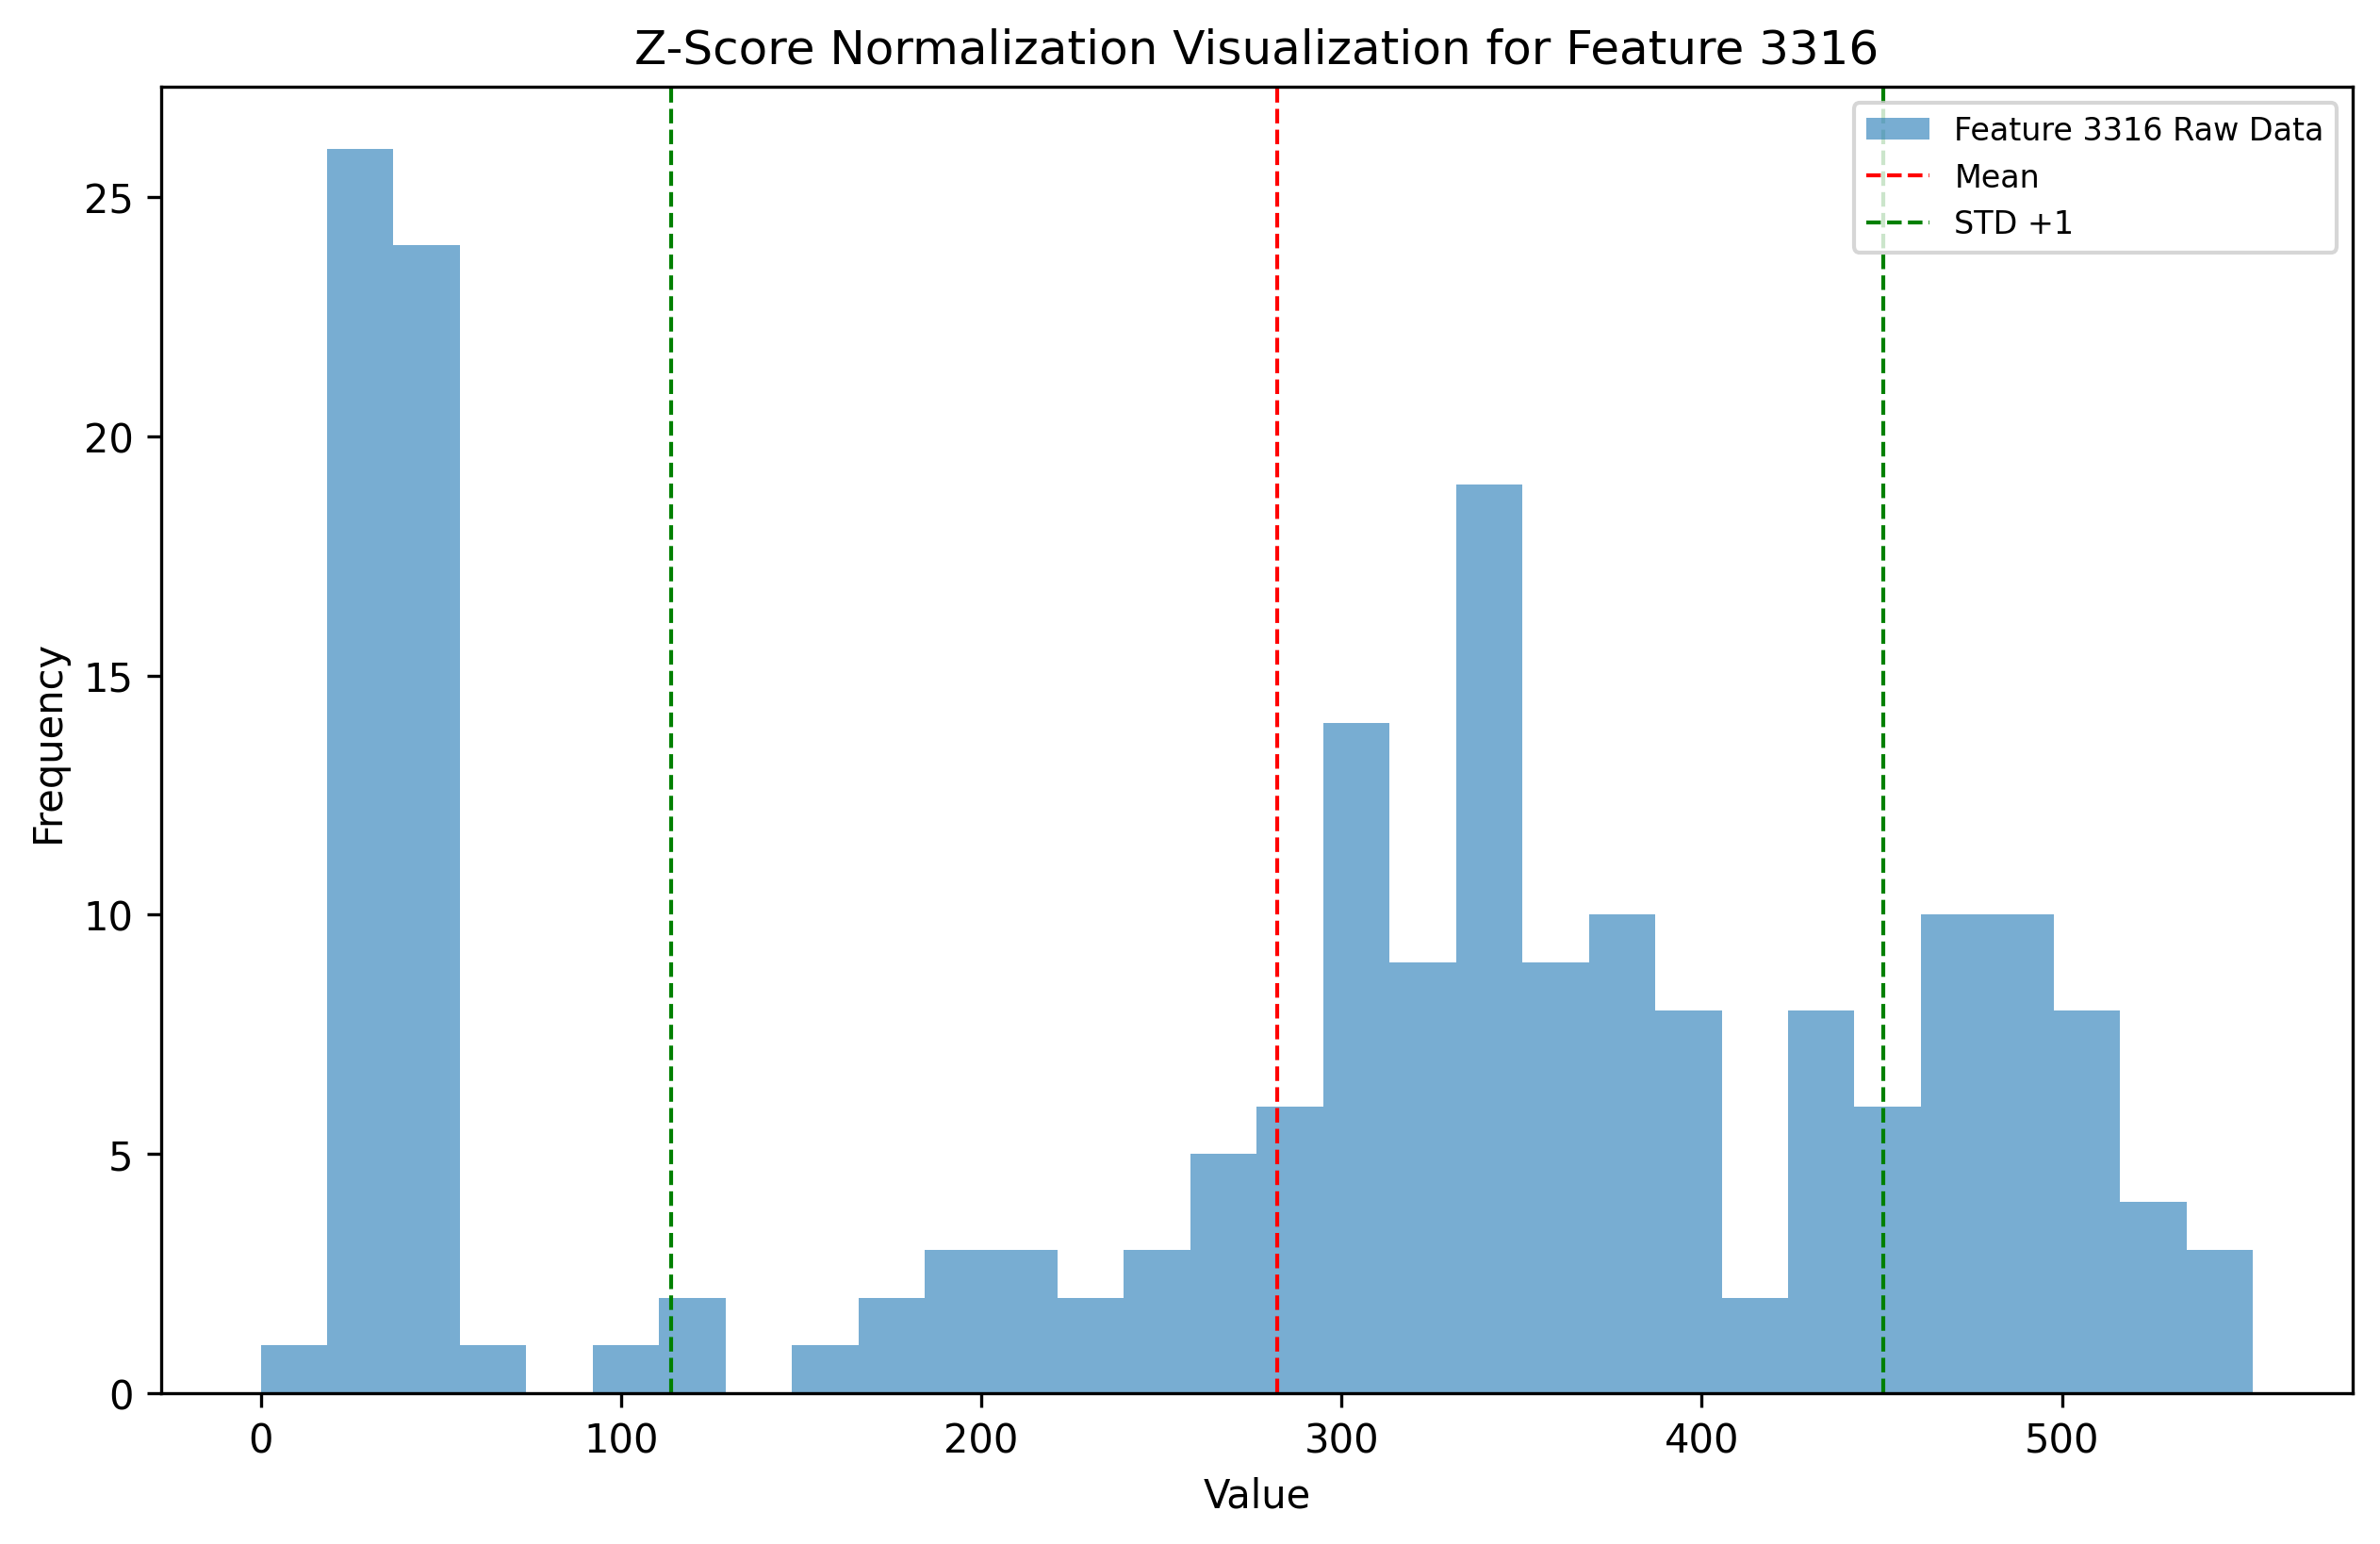 Z-Score Normalization Visualization for Feature 3316
Feature 3316 Raw Data
Mean
STD +1
Frequency
25
20
15
10
5
0
0 100 200 300 400 500
Value